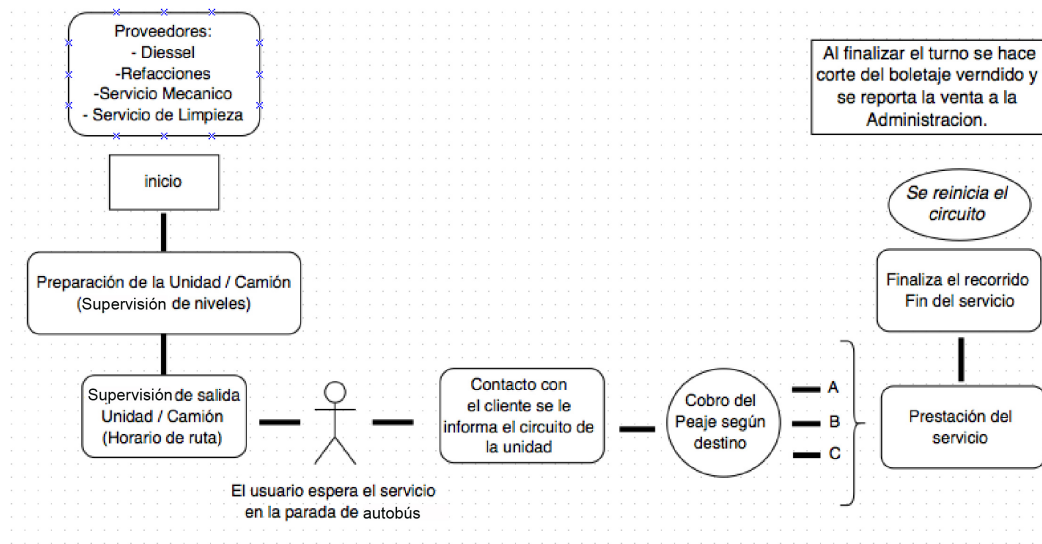 Proveedores:
- Diessel
-Refacciones
-Servicio Mecanico
- Servicio de Limpieza
inicio
Preparación de la Unidad / Camión
(Supervisión de niveles)
Supervisión de salida
Unidad / Camión
(Horario de ruta)
El usuario espera el servicio
en la parada de autobús
Contacto con
el cliente se le
informa el circuito de
la unidad
Cobro del
Peaje según
destino
A
B
C
Prestación del
servicio
Finaliza el recorrido
Fin del servicio
Se reinicia el
circuito
Al finalizar el turno se hace
corte del boletaje verndido y
se reporta la venta a la
Administracion.